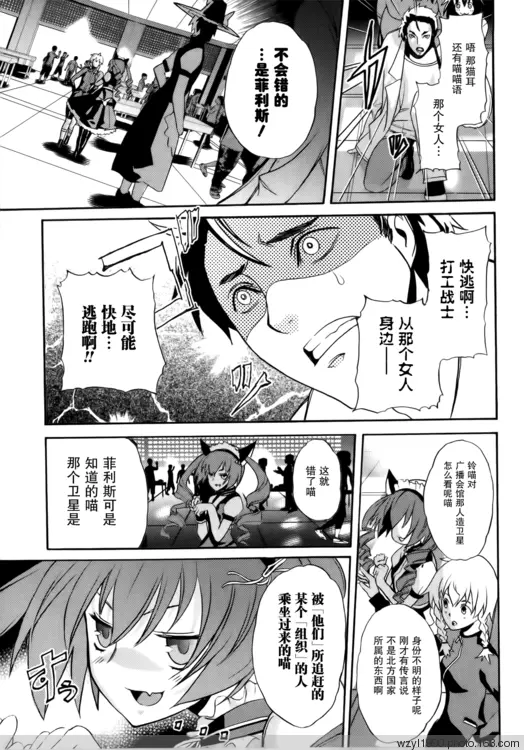 唔 那猫耳
还有喵喵语
那个女人…
不会错的
…是菲利斯！
快逃啊…
打工战士
从那个女人
身边——
尽可能
快地…
逃跑啊!!
铃喵对
广播会馆那人造卫星
怎么看呢喵
身份不明的样子呢
刚才有传言说
不是北方国家
所属的东西啊
这就
错了喵
菲利斯可是
知道的喵
那个卫星是
被「他们」所追赶的
某个「组织」的人
乘坐过来的喵
すぅ